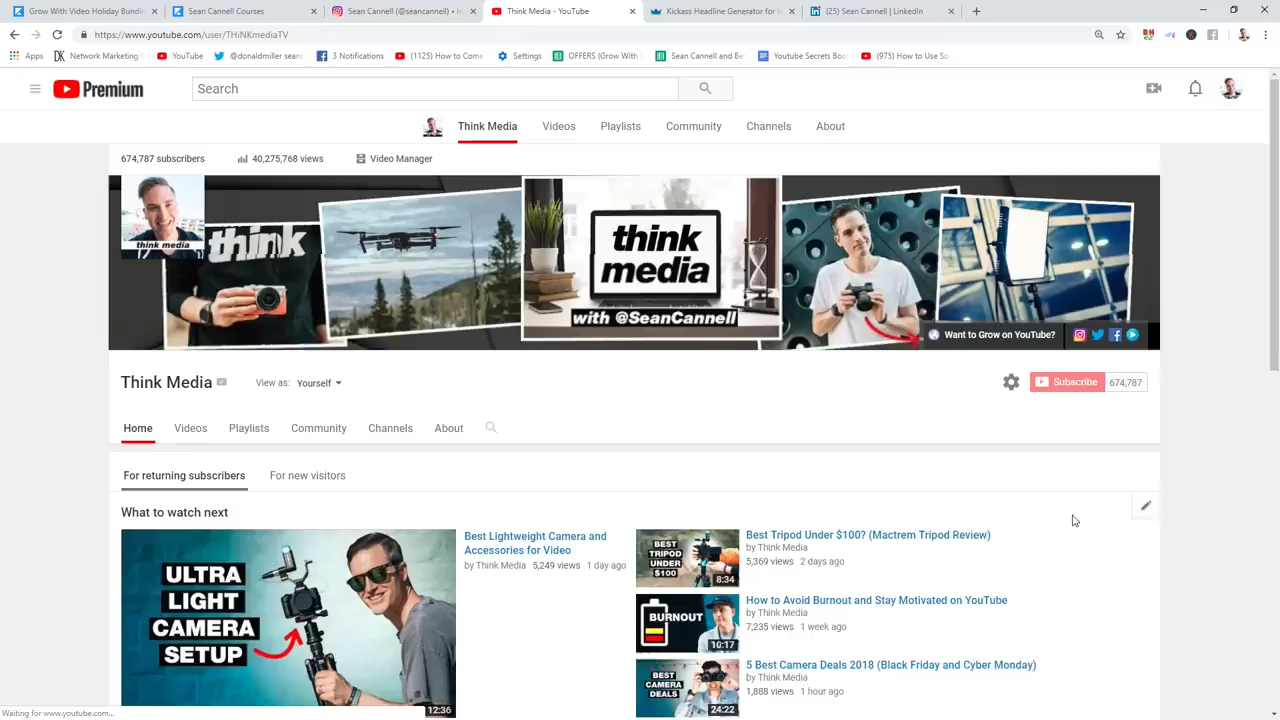 Grow With Video Holiday Bundle
Sean Cannell Courses
Sean Cannell (@seancannell) • In
Think Media - YouTube
Kickass Headline Generator For In
(25) Sean Cannell | LinkedIn
https://www.youtube.com/user/THiNKmediaTV
Apps
Network Marketing
YouTube
@donaldmiller sean
3 Notifications
(1125) How to Come
Settings
OFFERS (Grow With
Sean Cannell and Be
Youtube Secrets Boo
(975) How to Use So
Premium
Search
Think Media
Videos
Playlists
Community
Channels
About
674,787 subscribers
40,275,768 views
Video Manager
think media
think
think
media
with @SeanCannell
Want to Grow on YouTube?
Think Media
View as:
Yourself
Subscribe
674,787
Home
Videos
Playlists
Community
Channels
About
For returning subscribers
For new visitors
What to watch next
ULTRA
LIGHT
CAMERA
SETUP
12:36
Best Lightweight Camera and
Accessories for Video
by Think Media 5,249 views 1 day ago
BEST
TRIPOD
UNDER
$100
8:34
Best Tripod Under $100? (Mactrem Tripod Review)
by Think Media
5,369 views 2 days ago
BURNOUT
10:17
How to Avoid Burnout and Stay Motivated on YouTube
by Think Media
7,235 views 1 week ago
BEST
CAMERA
DEALS
24:22
5 Best Camera Deals 2018 (Black Friday and Cyber Monday)
by Think Media
1,888 views 1 hour ago
Waiting for www.youtube.com...